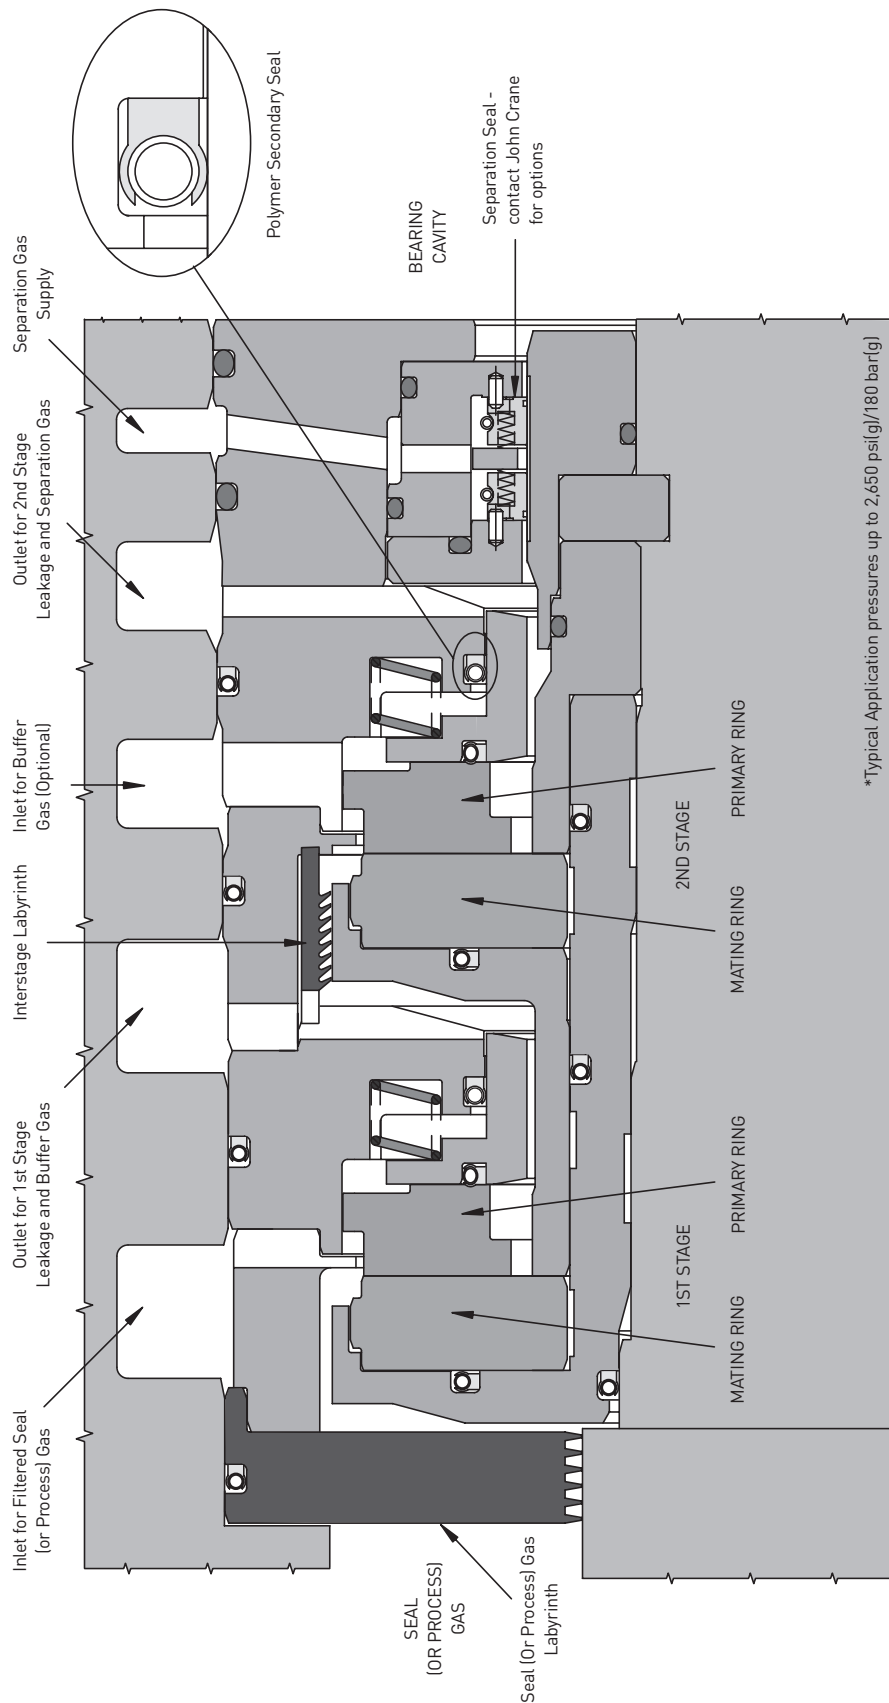 Inlet for Filtered Seal
(or Process) Gas
Outlet for 1st Stage
Leakage and Buffer Gas
Interstage Labyrinth
Inlet for Buffer
Gas (Optional)
Outlet for 2nd Stage
Leakage and Separation Gas
Separation Gas
Supply
Polymer Secondary Seal
BEARING
CAVITY
Separation Seal -
contact John Crane
for options
SEAL
(OR PROCESS)
GAS
Seal (Or Process) Gas
Labyrinth
1ST STAGE
MATING RING
PRIMARY RING
2ND STAGE
MATING RING
PRIMARY RING
*Typical Application pressures up to 2,650 psi(g)/180 bar(g)